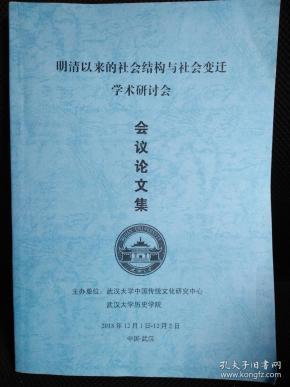 明清以来的社会结构与社会变迁
学术研讨会
会议论文集
主办单位：武汉大学中国传统文化研究中心
武汉大学历史学院
2018年12月1日-12月2日
中国·武汉
孔夫子旧书网